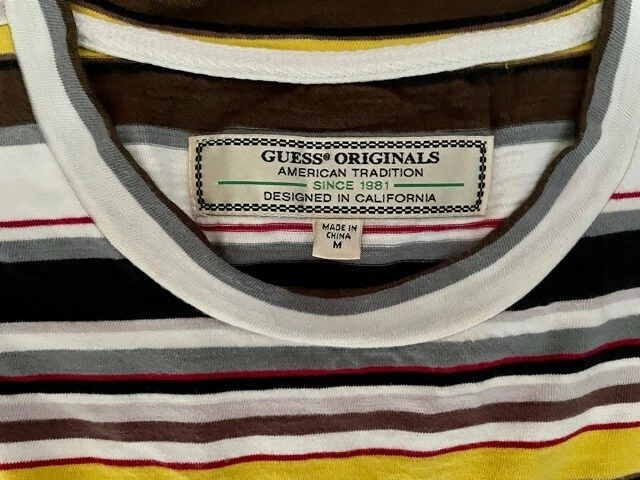 GUESS® ORIGINALS
AMERICAN TRADITION
SINCE 1981
DESIGNED IN CALIFORNIA
MADE IN
CHINA
M